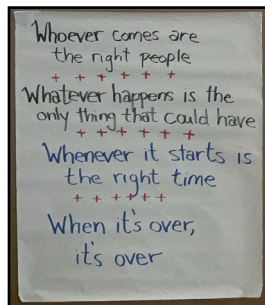 Whoever comes are
the right people
+ + + + + +
Whatever happens is the
only thing that could have
+ + + + + +
Whenever it starts is
the right time
+ + + + + +
When it's over,
it's over